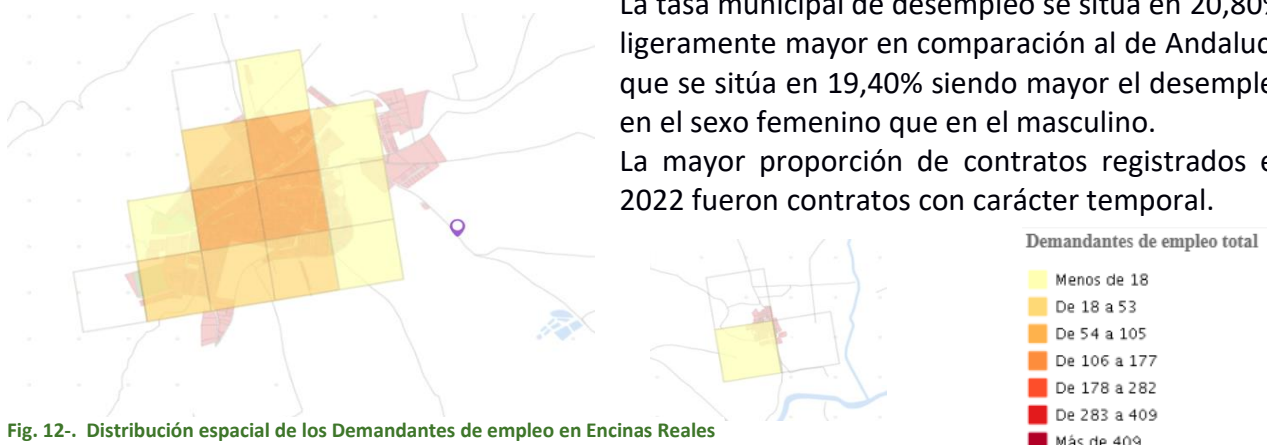 La tasa municipal de desempleo se sitúa en 20,80%
ligeramente mayor en comparación al de
que se sitúa en 19,40% siendo mayor el
en el sexo femenino que en el masculino.
La mayor proporción de contratos registrados
2022 fueron contratos con carácter temporal.
Demandantes de empleo total
Menos de 18
De 18 a 53
De 54 a 105
De 106 a 177
De 178 a 282
De 283 a 409
Más de 409
Fig. 12-. Distribución espacial de los Demandantes de empleo en Encinas Reales